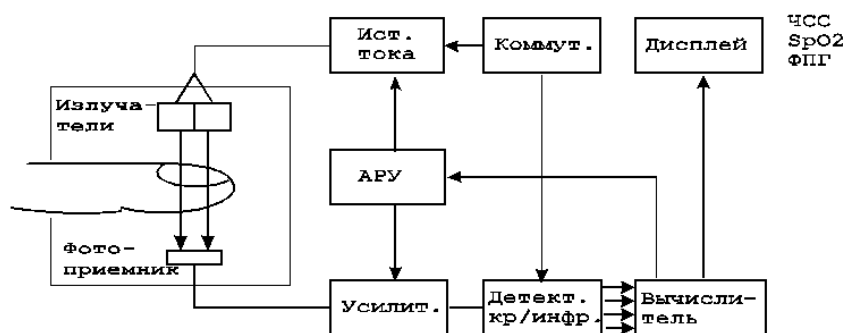 Ист.
тока
Коммут.
Дисплей
ЧСС
SpO2
ФПГ
Излуча-
тели
АРУ
Фото-
приемник
Усилит.
Детект.
кр/инфр.
Вычисли-
тель